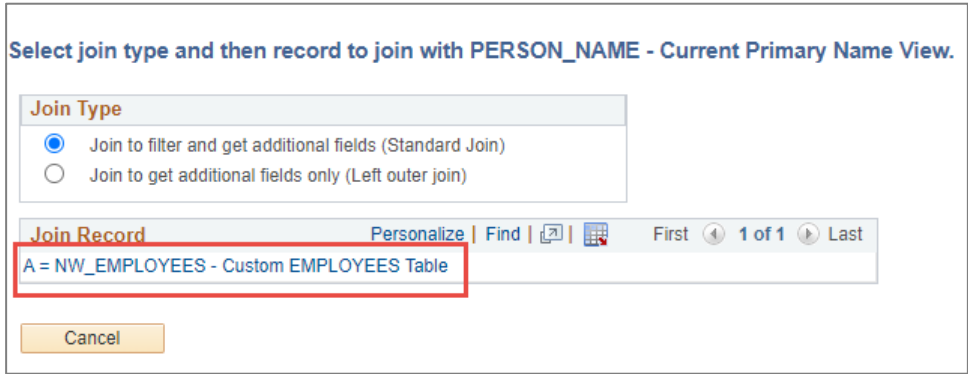 Select join type and then record to join with PERSON_NAME - Current Primary Name View.
Join Type
Join to filter and get additional fields (Standard Join)
Join to get additional fields only (Left outer join)
Join Record Personalize | Find | | First 1 of 1 Last
A = NW_EMPLOYEES - Custom EMPLOYEES Table
Cancel